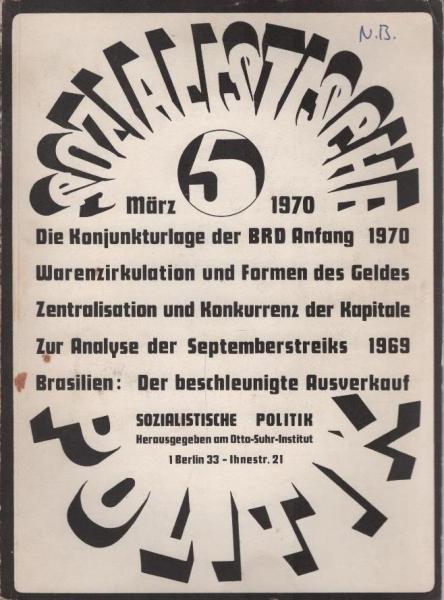 N.B.
SOZIALISTISCHE
5
März 1970
Die Konjunkturlage der BRD Anfang 1970
Warenzirkulation und Formen des Geldes
Zentralisation und Konkurrenz der Kapitale
Zur Analyse der Septemberstreiks 1969
Brasilien: Der beschleunigte Ausverkauf
SOZIALISTISCHE POLITIK
Herausgegeben am Otto-Suhr-Institut
1 Berlin 33 - Ihnestr. 21
POLITIK